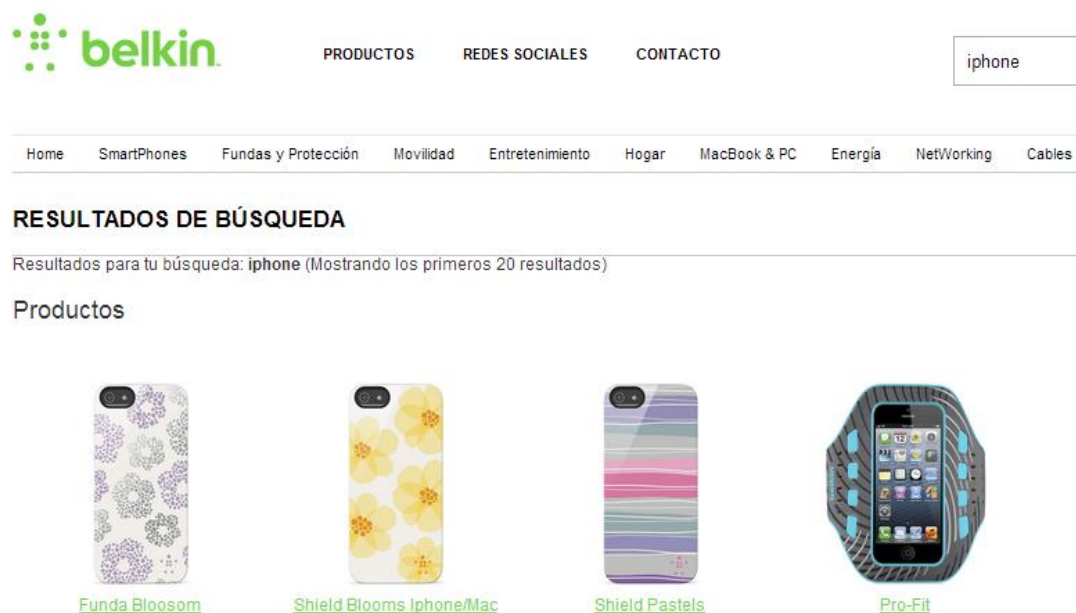 belkin
PRODUCTOS REDES SOCIALES CONTACTO
iphone
Home SmartPhones Fundas y Protección Movilidad Entretenimiento Hogar MacBook & PC Energía NetWorking Cables
RESULTADOS DE BÚSQUEDA
Resultados para tu búsqueda: iphone (Mostrando los primeros 20 resultados)
Productos
Funda Bloosom Shield Blooms Iphone/Mac Shield Pastels Pro-Fit